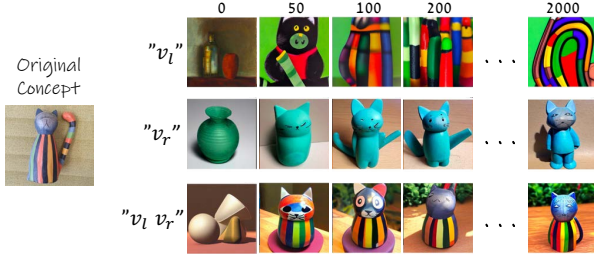 0 50 100 200 2000
Original
Concept
"v_l" . . .
"v_r" . . .
"v_l v_r" . . .